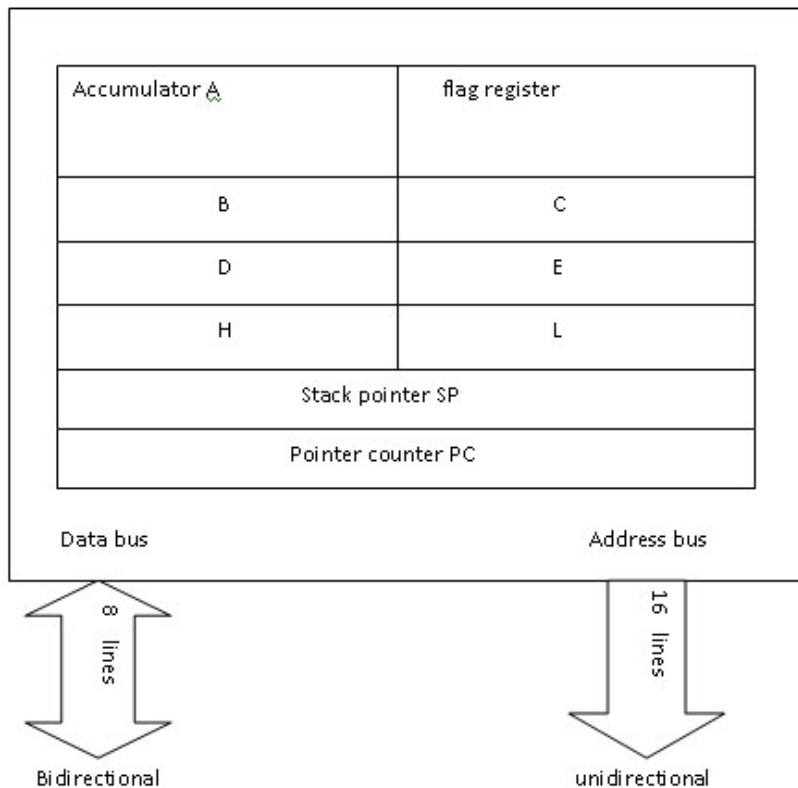 Accumulator A flag register
B C
D E
H L
Stack pointer SP
Pointer counter PC
Data bus Address bus
8 lines 16 lines
Bidirectional unidirectional